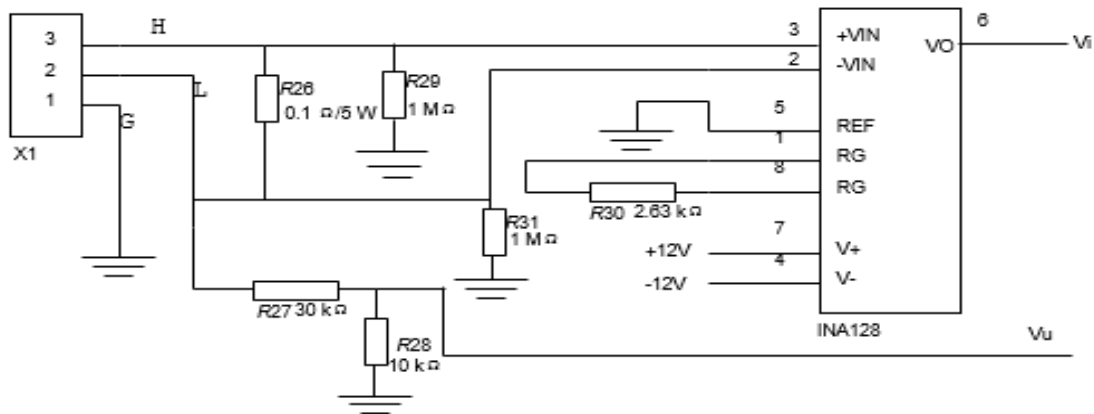 H
3
2
1
L
G
X1
R26
0.1 Ω/5 W
R29
1 MΩ
3
2
5
1
8
7
4
6
+VIN
-VIN
VO
REF
RG
RG
V+
V-
Vi
R30 2.63 kΩ
R31
1 MΩ
+12V
-12V
INA128
R27 30 kΩ
R28
10 kΩ
Vu